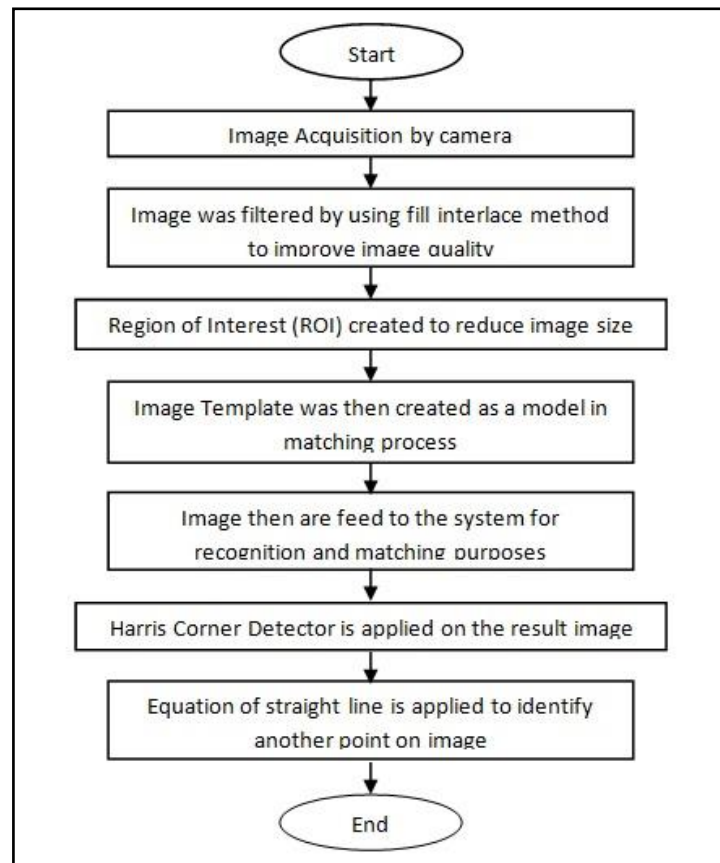 Start
Image Acquisition by camera
Image was filtered by using fill interlace method
to improve image quality
Region of Interest (ROI) created to reduce image size
Image Template was then created as a model in
matching process
Image then are feed to the system for
recognition and matching purposes
Harris Corner Detector is applied on the result image
Equation of straight line is applied to identify
another point on image
End